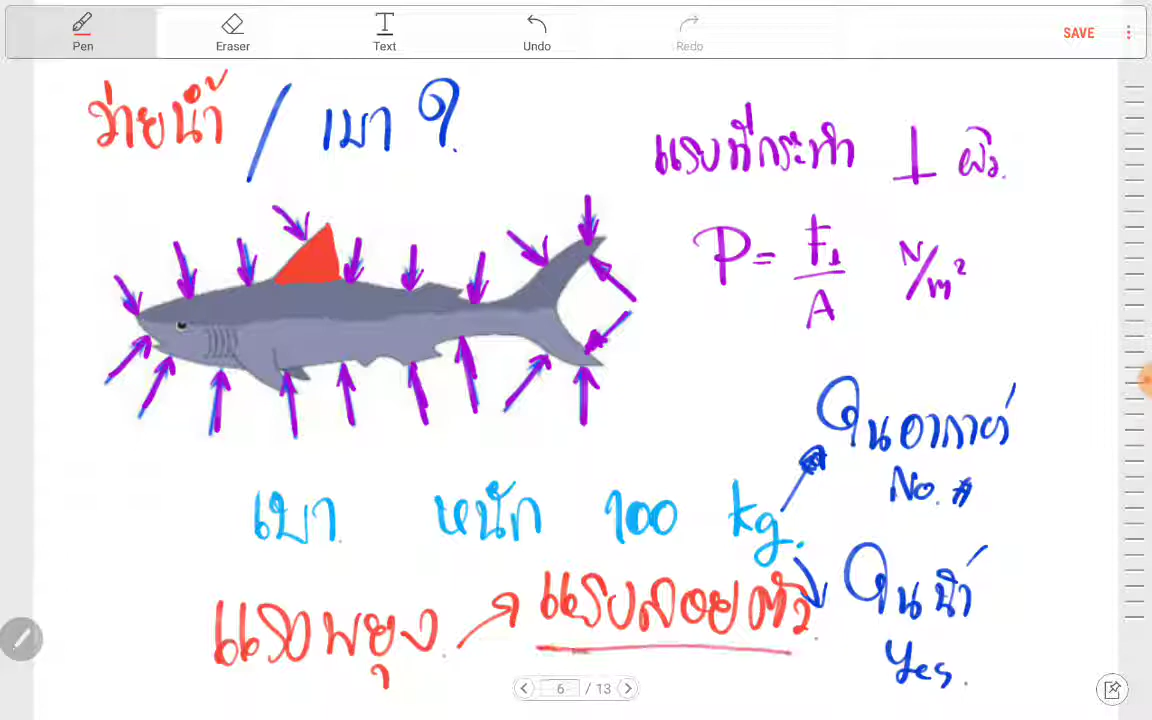 Pen
Eraser
Text
Undo
Redo
SAVE
ว่ายน้ำ / เบา ?
แรงที่กระทำ ⊥ ผิว.
P = F⊥/A N/m²
ในอากาศ
No.
เบา หนัก 100 kg.
ในน้ำ
Yes.
แรงพยุง แรงลอยตัว
6 / 13